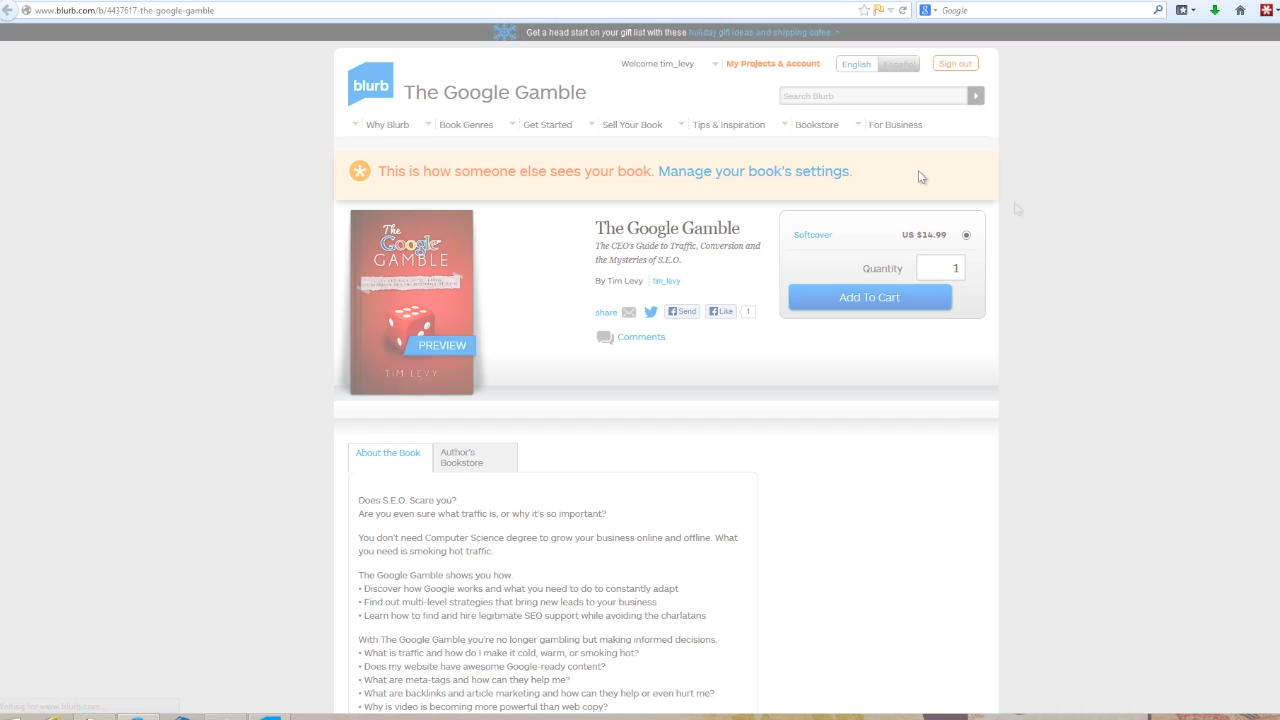 www.blurb.com/b/4437617-the-google-gamble
Google
Get a head start on your gift list with these holiday gift ideas and shipping dates >
Welcome tim_levy
My Projects & Account
English
Español
Sign out
blurb
The Google Gamble
Search Blurb
Why Blurb
Book Genres
Get Started
Sell Your Book
Tips & Inspiration
Bookstore
For Business
This is how someone else sees your book. Manage your book's settings.
The
Google
GAMBLE
PREVIEW
TIM LEVY
The Google Gamble
The CEO's Guide to Traffic, Conversion and
the Mysteries of S.E.O.
By Tim Levy
tim_levy
share
Send
Like
1
Comments
Softcover
US $14.99
Quantity
1
Add To Cart
About the Book
Author's
Bookstore
Does S.E.O. Scare you?
Are you even sure what traffic is, or why it's so important?
You don't need Computer Science degree to grow your business online and offline. What
you need is smoking hot traffic.
The Google Gamble shows you how.
• Discover how Google works and what you need to do to constantly adapt
• Find out multi-level strategies that bring new leads to your business
• Learn how to find and hire legitimate SEO support while avoiding the charlatans
With The Google Gamble you're no longer gambling but making informed decisions.
• What is traffic and how do I make it cold, warm, or smoking hot?
• Does my website have awesome Google-ready content?
• What are meta-tags and how can they help me?
• What are backlinks and article marketing and how can they help or even hurt me?
• Why is video is becoming more powerful than web copy?
Waiting for www.blurb.com...